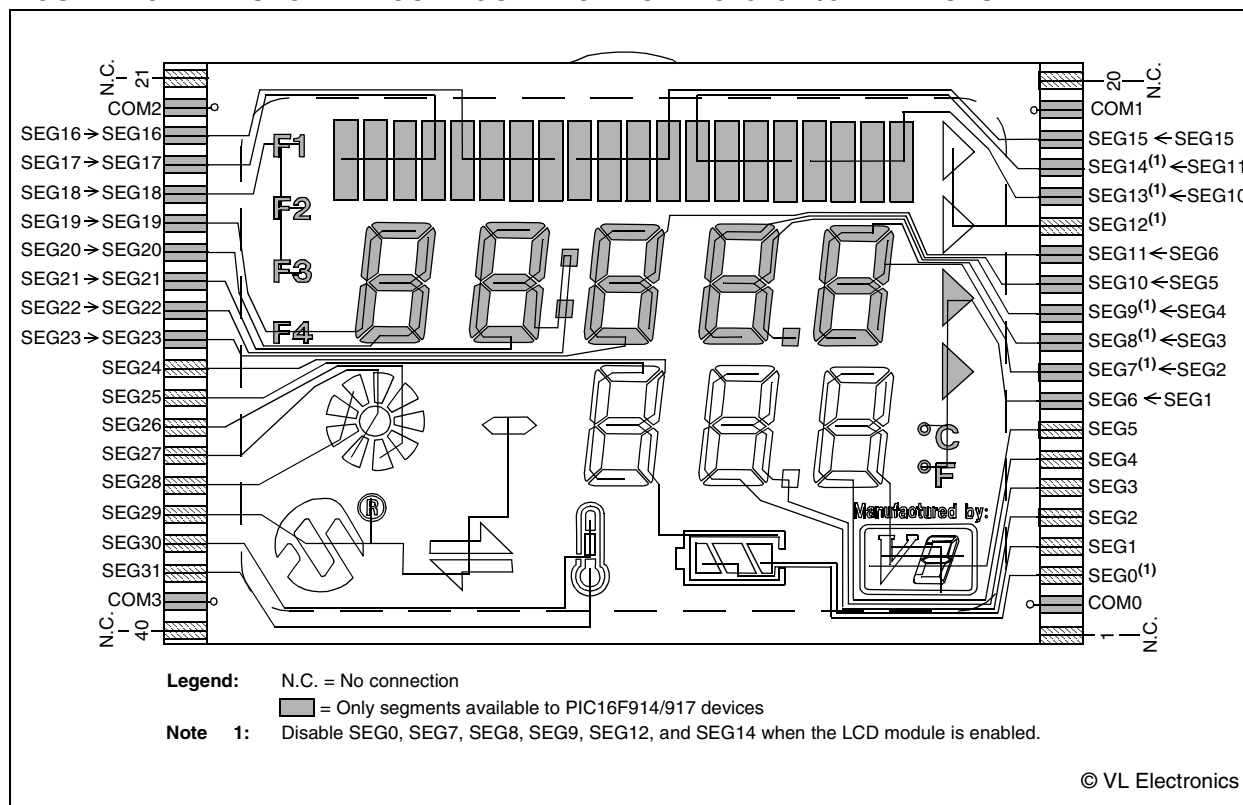 N.C.
21
COM2
SEG16→SEG16
SEG17→SEG17
SEG18→SEG18
SEG19→SEG19
SEG20→SEG20
SEG21→SEG21
SEG22→SEG22
SEG23→SEG23
SEG24
SEG25
SEG26
SEG27
SEG28
SEG29
SEG30
SEG31
COM3
N.C.
40
F1
F2
F3
F4
®
°C
°F
Manufactured by:
20
N.C.
COM1
SEG15←SEG15
SEG14(1)←SEG11
SEG13(1)←SEG10
SEG12(1)
SEG11←SEG6
SEG10←SEG5
SEG9(1)←SEG4
SEG8(1)←SEG3
SEG7(1)←SEG2
SEG6←SEG1
SEG5
SEG4
SEG3
SEG2
SEG1
SEG0(1)
COM0
1
N.C.
Legend: N.C. = No connection
= Only segments available to PIC16F914/917 devices
Note 1: Disable SEG0, SEG7, SEG8, SEG9, SEG12, and SEG14 when the LCD module is enabled.
© VL Electronics